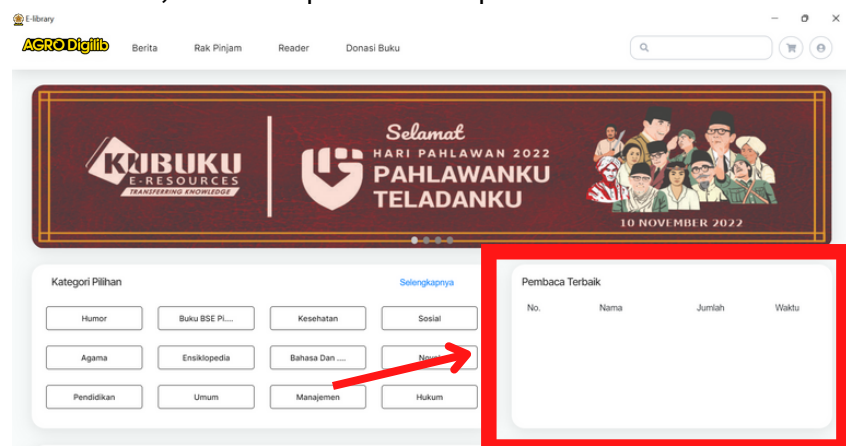 E-library
AGRO Digilib
Berita
Rak Pinjam
Reader
Donasi Buku
KUBUKU
E-RESOURCES
TRANSFERRING KNOWLEDGE
Selamat
HARI PAHLAWAN 2022
PAHLAWANKU
TELADANKU
10 NOVEMBER 2022
Kategori Pilihan
Selengkapnya
Humor
Buku BSE Pi....
Kesehatan
Sosial
Agama
Ensiklopedia
Bahasa Dan ....
Pendidikan
Umum
Manajemen
Hukum
Pembaca Terbaik
No. Nama Jumlah Waktu